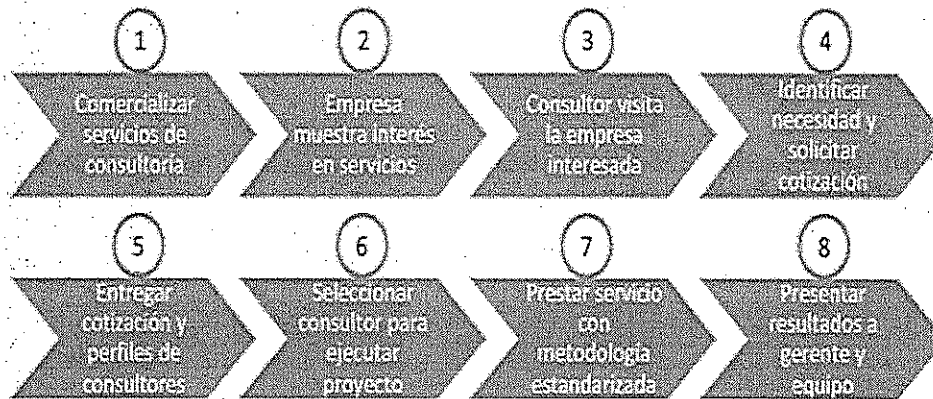 1
Comercializar
servicios de
consultoría
2
Empresa
muestra interés
en servicios
3
Consultor visita
la empresa
interesada
4
Identificar
necesidad y
solicitar
cotización
5
Entregar
cotización y
perfiles de
consultores
6
Seleccionar
consultor para
ejecutar
proyecto
7
Prestar servicio
con
metodología
estandarizada
8
Presentar
resultados a
gerente y
equipo